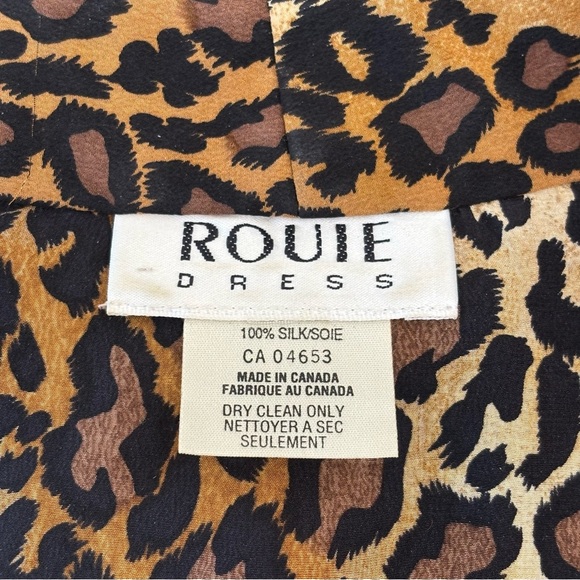 ROUIE
DRESS
100% SILK/SOIE
CA 04653
MADE IN CANADA
FABRIQUE AU CANADA
DRY CLEAN ONLY
NETTOYER A SEC
SEULEMENT